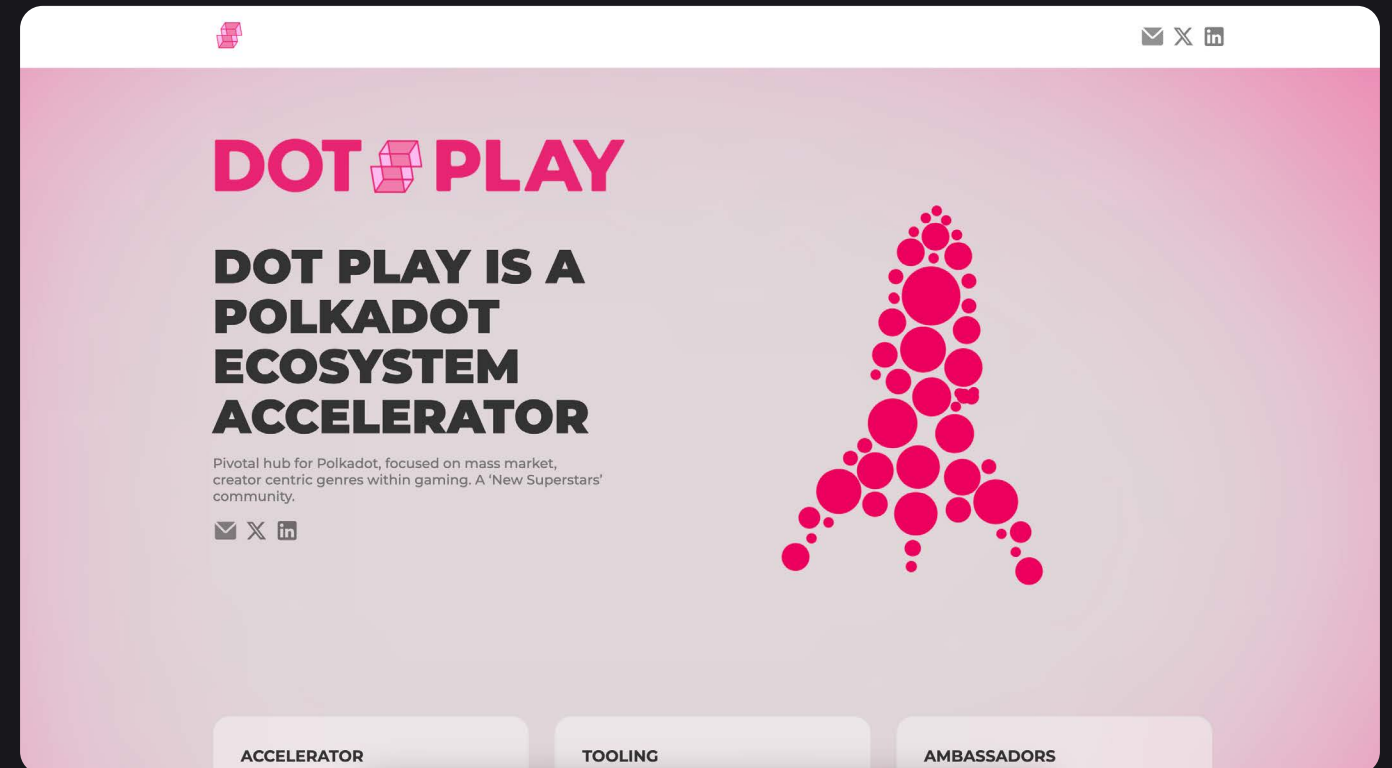 DOT PLAY
DOT PLAY IS A
POLKADOT
ECOSYSTEM
ACCELERATOR
Pivotal hub for Polkadot, focused on mass market,
creator centric genres within gaming. A ‘New Superstars’
community.
ACCELERATOR
TOOLING
AMBASSADORS